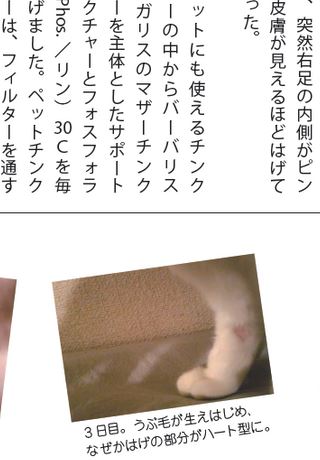 、突然右足の内側がピン
皮膚が見えるほどはげて
った。
ットにも使えるチンク
ーの中からバーバリス
ガリスのマザーチンク
ーを主体としたサポート
クチャーとフォスフォラ
Phos.／リン）30Cを毎
げました。ペットチンク
ーは、フィルターを通す
3日目。うぶ毛が生えはじめ、
なぜかはげの部分がハート型に。